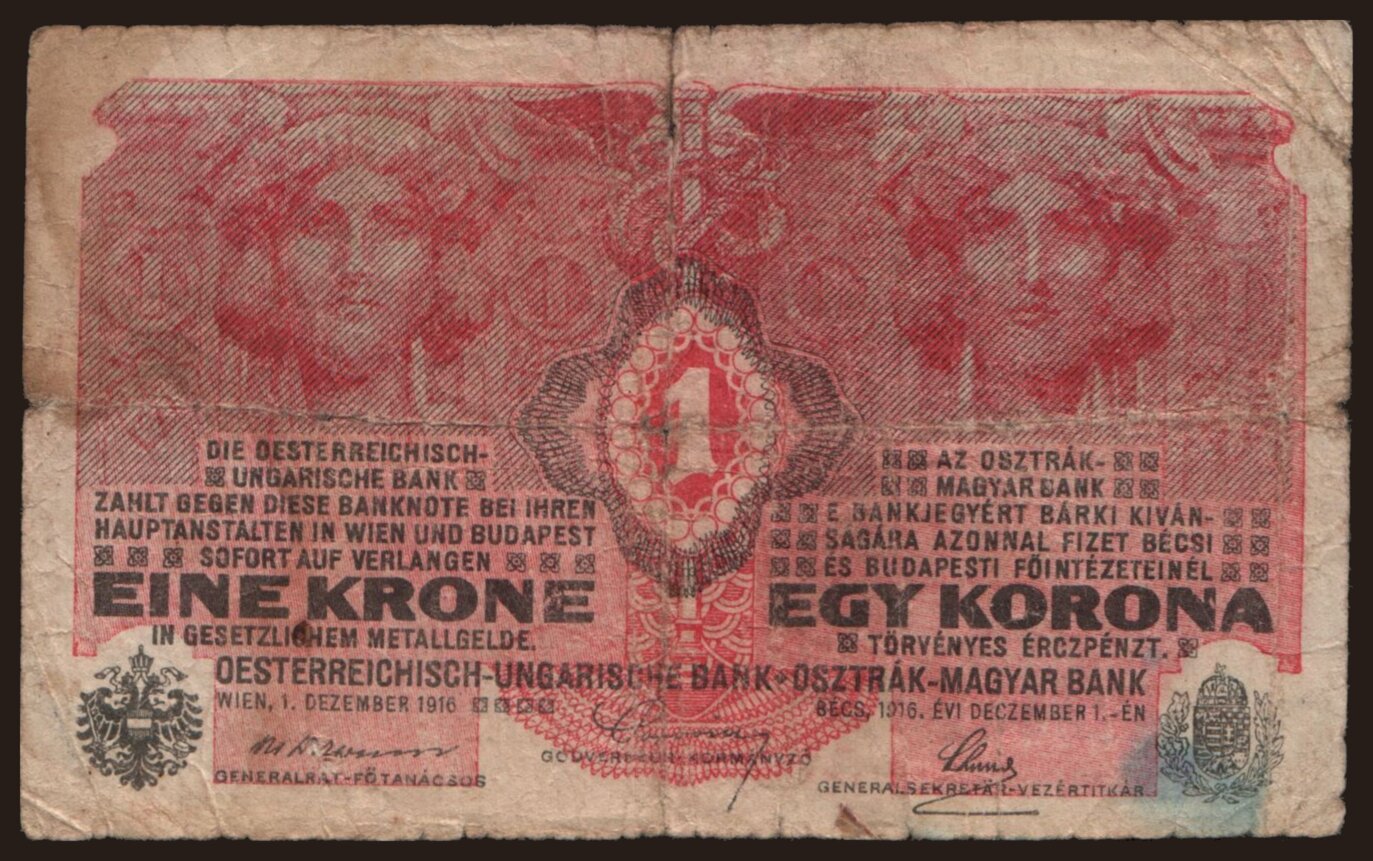 1
DIE OESTERREICHISCH-
UNGARISCHE BANK
ZAHLT GEGEN DIESE BANKNOTE BEI IHREN
HAUPTANSTALTEN IN WIEN UND BUDAPEST
SOFORT AUF VERLANGEN
EINE KRONE
IN GESETZLICHEM METALLGELDE.
AZ OSZTRÁK-
MAGYAR BANK
E BANKJEGYÉRT BÁRKI KIVÁN-
SÁGÁRA AZONNAL FIZET BÉCSI
ÉS BUDAPESTI FŐINTÉZETEINÉL
EGY KORONA
TÖRVÉNYES ÉRCZPÉNZT.
OESTERREICHISCH-UNGARISCHE BANK • OSZTRÁK-MAGYAR BANK
WIEN, 1. DEZEMBER 1916
BÉCS, 1916. ÉVI DECZEMBER 1.-ÉN
GENERALRAT-FŐTANÁCSOS
GOUVERNEUR-KORMÁNYZÓ
GENERALSEKRETÄR-VEZÉRTITKÁR